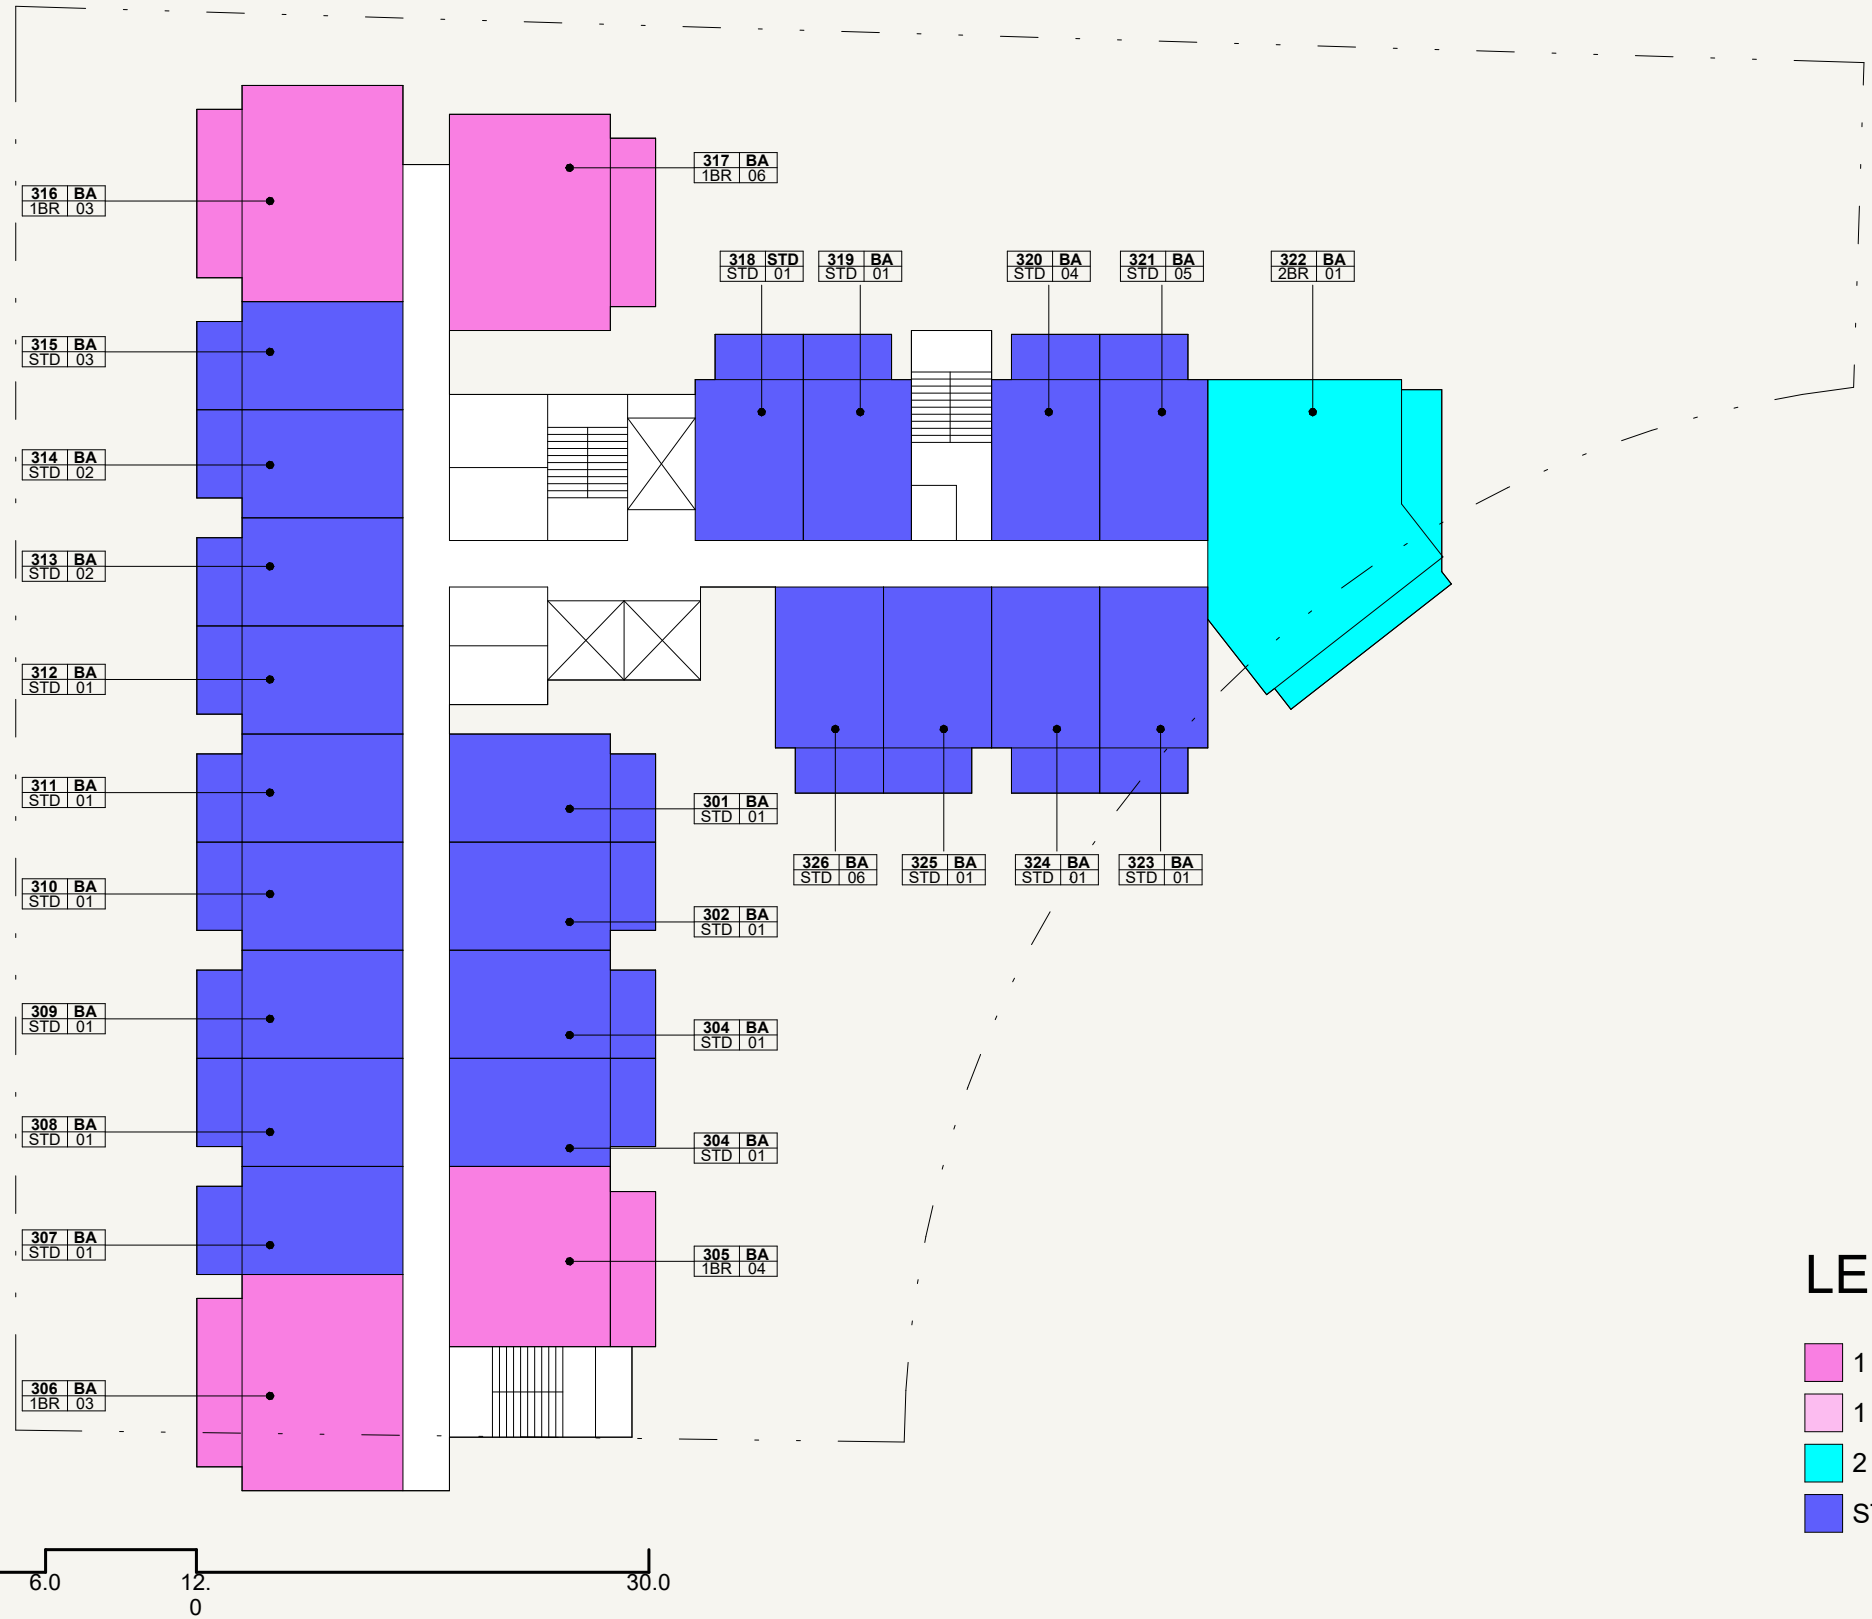 316 BA
1BR 03
317 BA
1BR 06
318 STD
STD 01
319 BA
STD 01
320 BA
STD 04
321 BA
STD 05
322 BA
2BR 01
315 BA
STD 03
314 BA
STD 02
313 BA
STD 02
312 BA
STD 01
311 BA
STD 01
301 BA
STD 01
326 BA
STD 06
325 BA
STD 01
324 BA
STD 01
323 BA
STD 01
310 BA
STD 01
302 BA
STD 01
309 BA
STD 01
304 BA
STD 01
308 BA
STD 01
304 BA
STD 01
307 BA
STD 01
305 BA
1BR 04
306 BA
1BR 03
LE
1
1
2
ST
6.0
12.
0
30.0